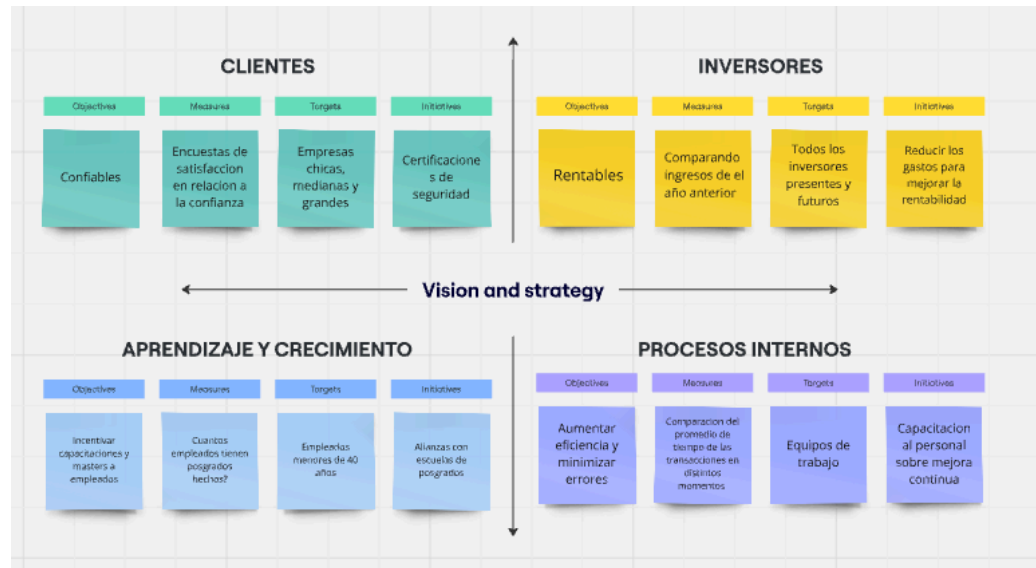 CLIENTES
Objectives
Measures
Targets
Initiatives
Confiables
Encuestas de
satisfaccion
en relacion a
la confianza
Empresas
chicas,
medianas y
grandes
Certificacione
s de
seguridad
INVERSORES
Objectives
Measures
Targets
Initiatives
Rentables
Comparando
ingresos de el
año anterior
Todos los
inversores
presentes y
futuros
Reducir los
gastos para
mejorar la
rentabilidad
Vision and strategy
APRENDIZAJE Y CRECIMIENTO
Objectives
Measures
Targets
Initiatives
Incentivar
capacitaciones y
masters a
empleados
Cuantos
empleados tienen
posgrados
hechos?
Empleados
menores de 40
años
Alianzas con
escuelas de
posgrados
PROCESOS INTERNOS
Objectives
Measures
Targets
Initiatives
Aumentar
eficiencia y
minimizar
errores
Comparacion del
promedio de
tiempo de las
transacciones en
distintos
momentos
Equipos de
trabajo
Capacitacion
al personal
sobre mejora
continua